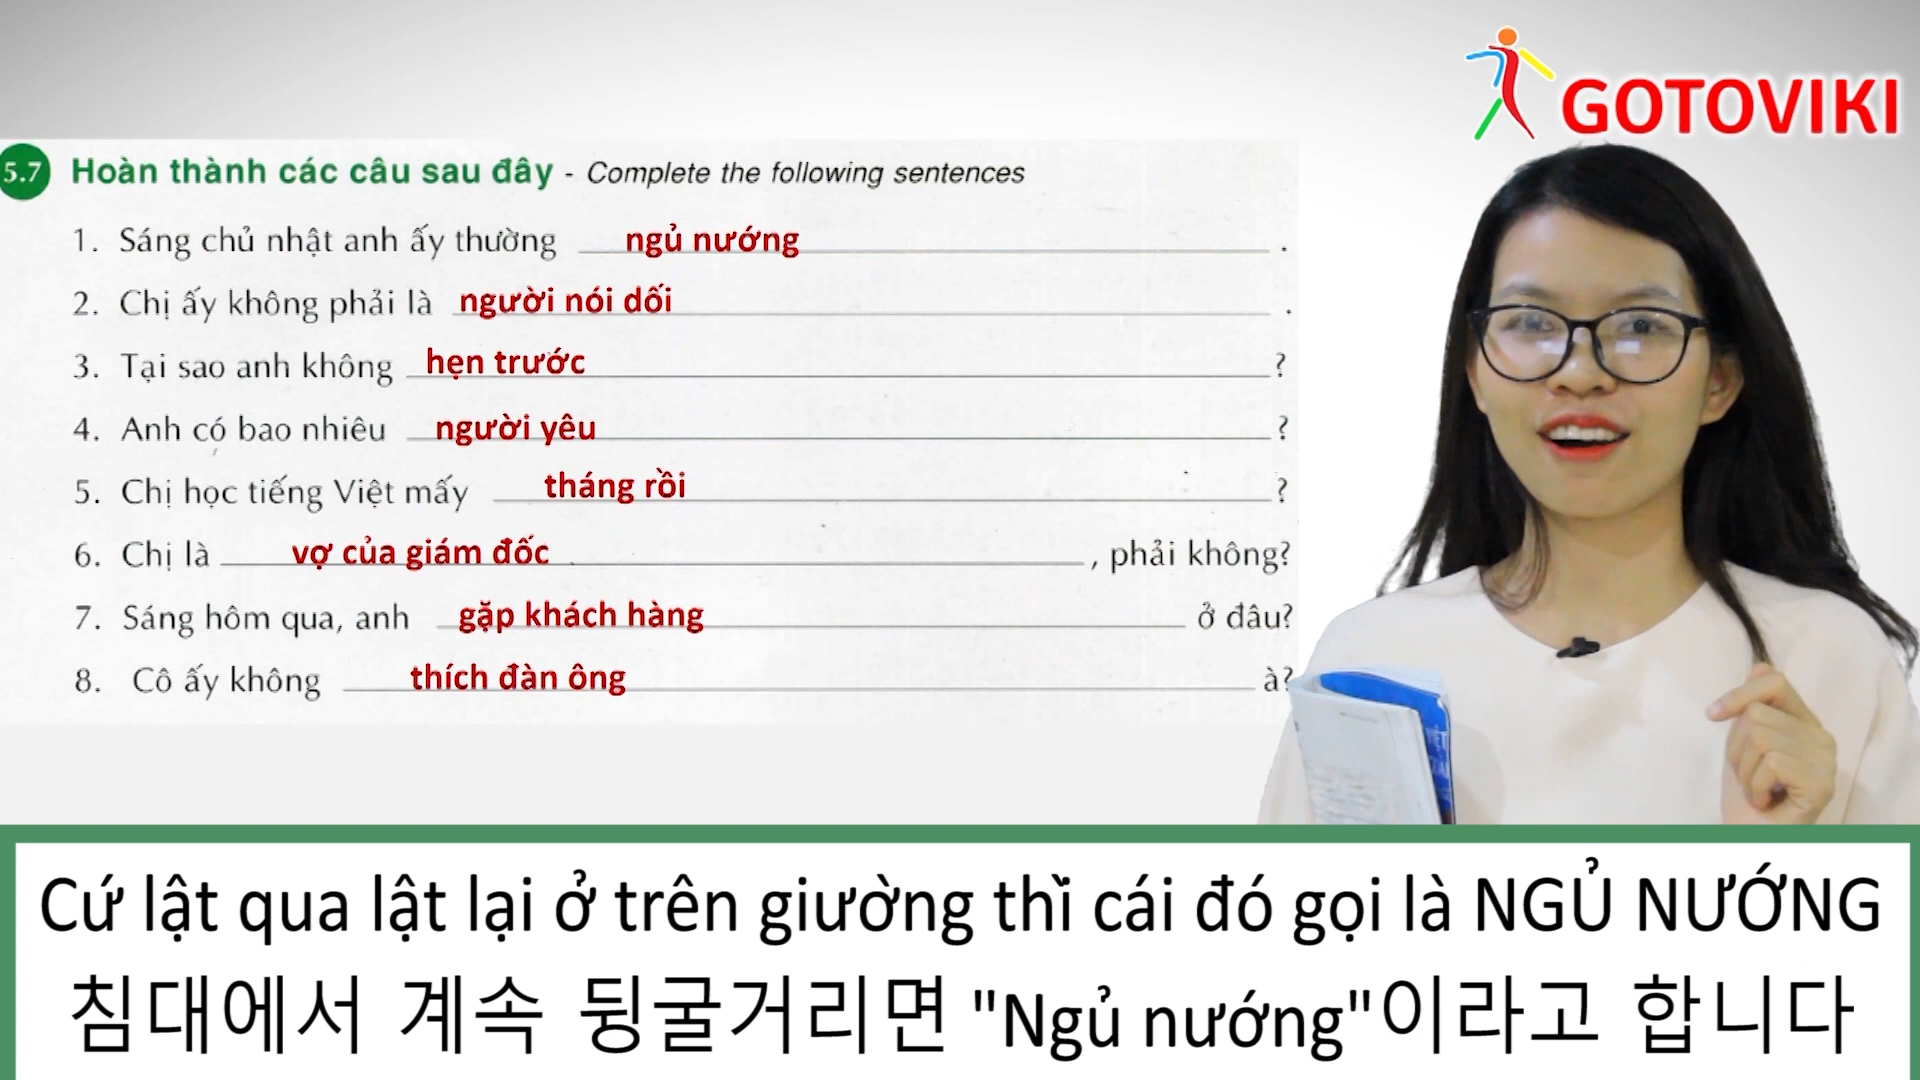 GOTOVIKI
5.7 Hoàn thành các câu sau đây - Complete the following sentences
1. Sáng chủ nhật anh ấy thường ngủ nướng .
2. Chị ấy không phải là người nói dối .
3. Tại sao anh không hẹn trước ?
4. Anh có bao nhiêu người yêu ?
5. Chị học tiếng Việt mấy tháng rồi ?
6. Chị là vợ của giám đốc , phải không?
7. Sáng hôm qua, anh gặp khách hàng ở đâu?
8. Cô ấy không thích đàn ông à?
Cứ lật qua lật lại ở trên giường thì cái đó gọi là NGỦ NƯỚNG
침대에서 계속 뒹굴거리면 "Ngủ nướng"이라고 합니다